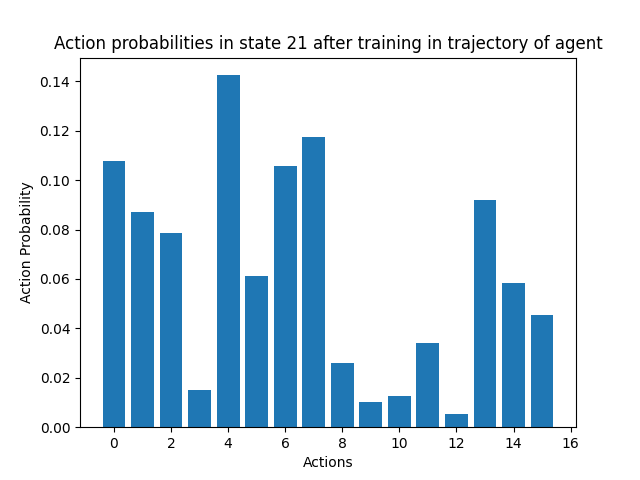 Action probabilities in state 21 after training in trajectory of agent
0.14
0.12
0.10
0.08
0.06
0.04
0.02
0.00
Action Probability
0 2 4 6 8 10 12 14 16
Actions